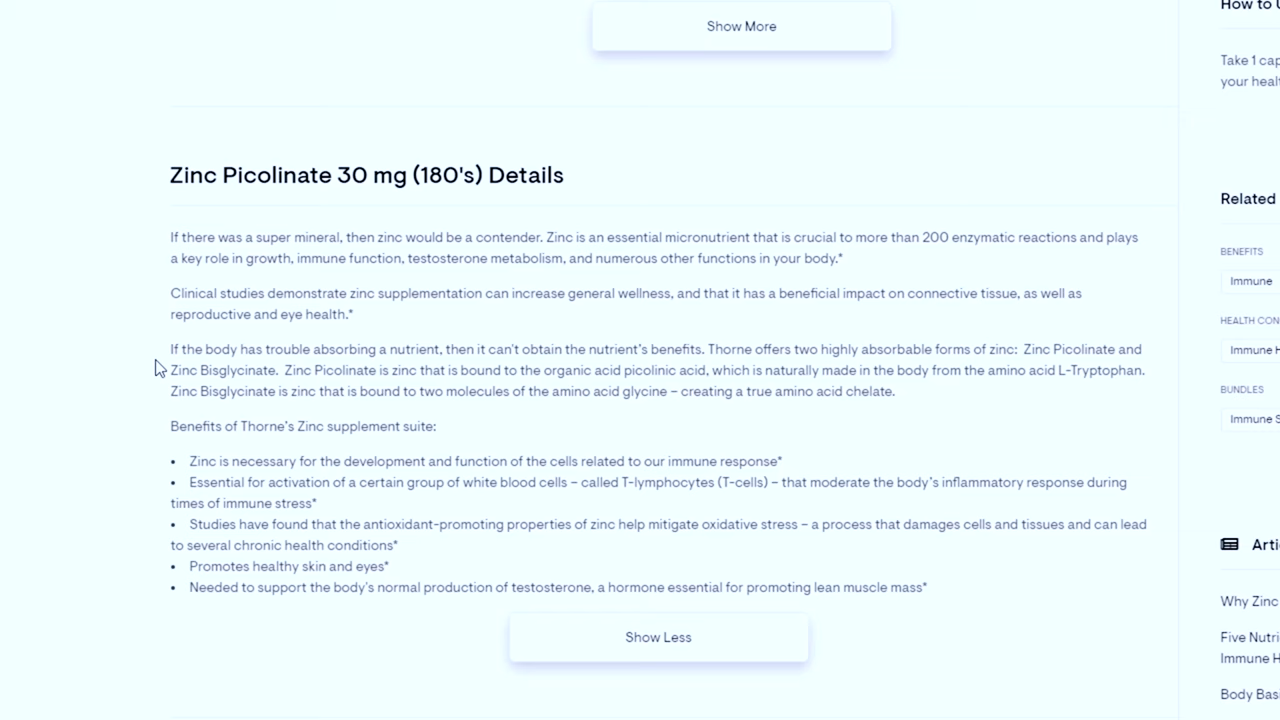 Show More
Zinc Picolinate 30 mg (180's) Details
If there was a super mineral, then zinc would be a contender. Zinc is an essential micronutrient that is crucial to more than 200 enzymatic reactions and plays
a key role in growth, immune function, testosterone metabolism, and numerous other functions in your body.*
Clinical studies demonstrate zinc supplementation can increase general wellness, and that it has a beneficial impact on connective tissue, as well as
reproductive and eye health.*
If the body has trouble absorbing a nutrient, then it can't obtain the nutrient's benefits. Thorne offers two highly absorbable forms of zinc: Zinc Picolinate and
Zinc Bisglycinate. Zinc Picolinate is zinc that is bound to the organic acid picolinic acid, which is naturally made in the body from the amino acid L-Tryptophan.
Zinc Bisglycinate is zinc that is bound to two molecules of the amino acid glycine – creating a true amino acid chelate.
Benefits of Thorne's Zinc supplement suite:
• Zinc is necessary for the development and function of the cells related to our immune response*
• Essential for activation of a certain group of white blood cells – called T-lymphocytes (T-cells) – that moderate the body's inflammatory response during
times of immune stress*
• Studies have found that the antioxidant-promoting properties of zinc help mitigate oxidative stress – a process that damages cells and tissues and can lead
to several chronic health conditions*
• Promotes healthy skin and eyes*
• Needed to support the body's normal production of testosterone, a hormone essential for promoting lean muscle mass*
Show Less
How to
Take 1
your
Related
BENEFITS
Immune
HEALTH
Immune
BUNDLES
Immune
Why Zinc
Five
Immune
Body